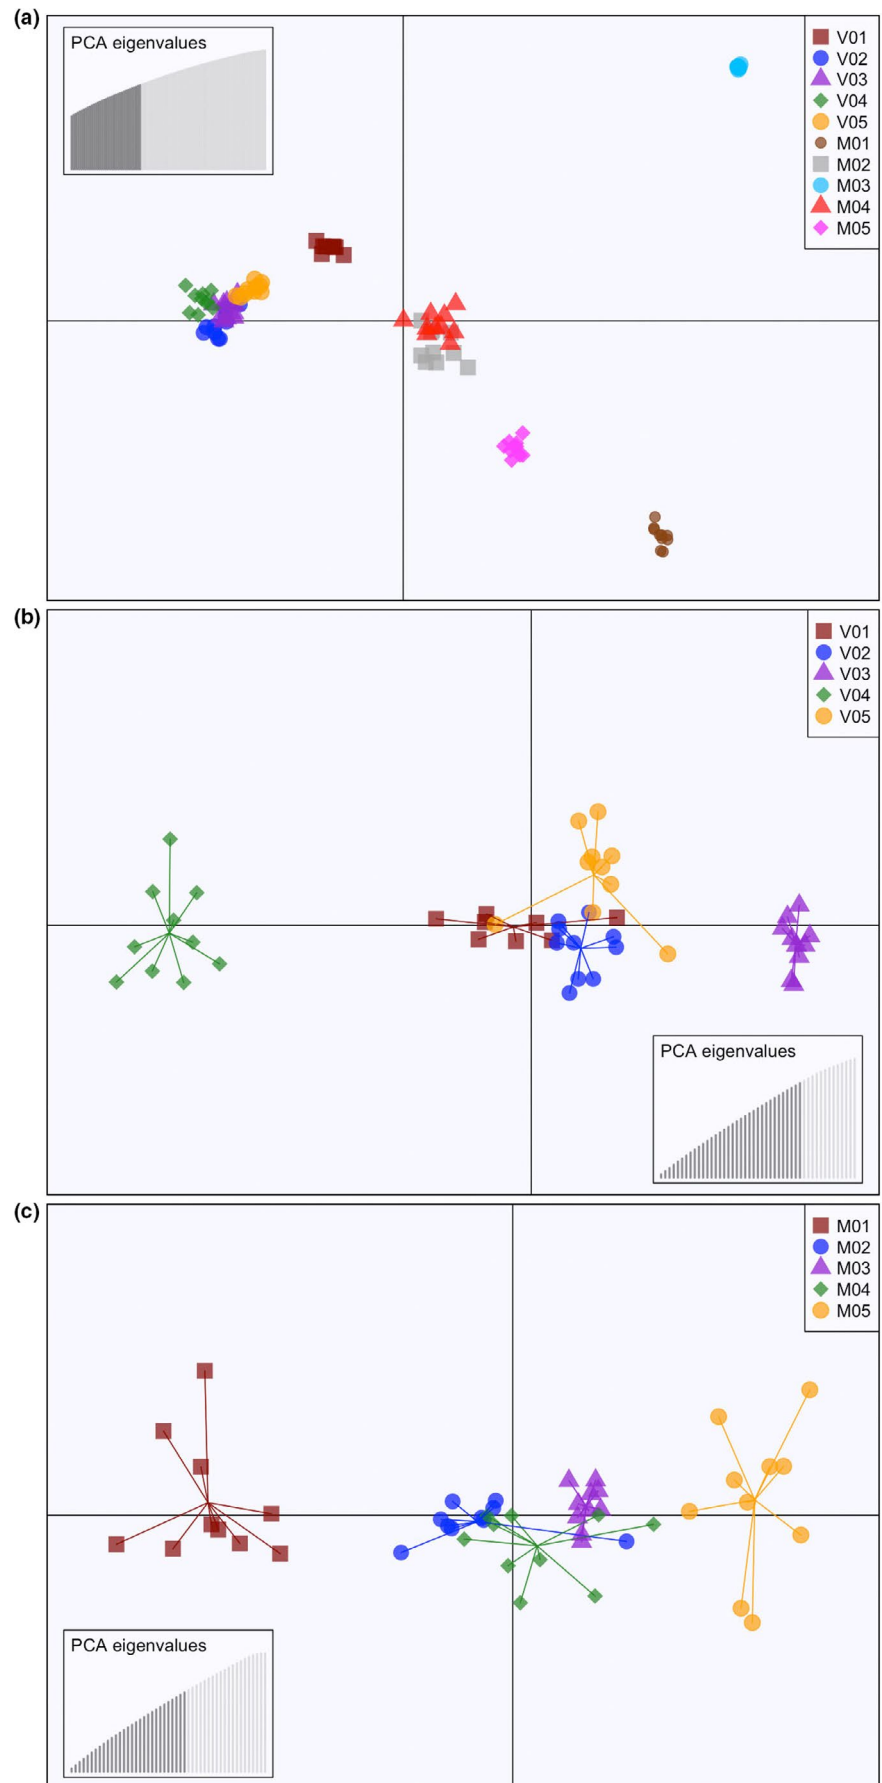 (a)
PCA eigenvalues
V01
V02
V03
V04
V05
M01
M02
M03
M04
M05
(b)
V01
V02
V03
V04
V05
PCA eigenvalues
(c)
M01
M02
M03
M04
M05
PCA eigenvalues